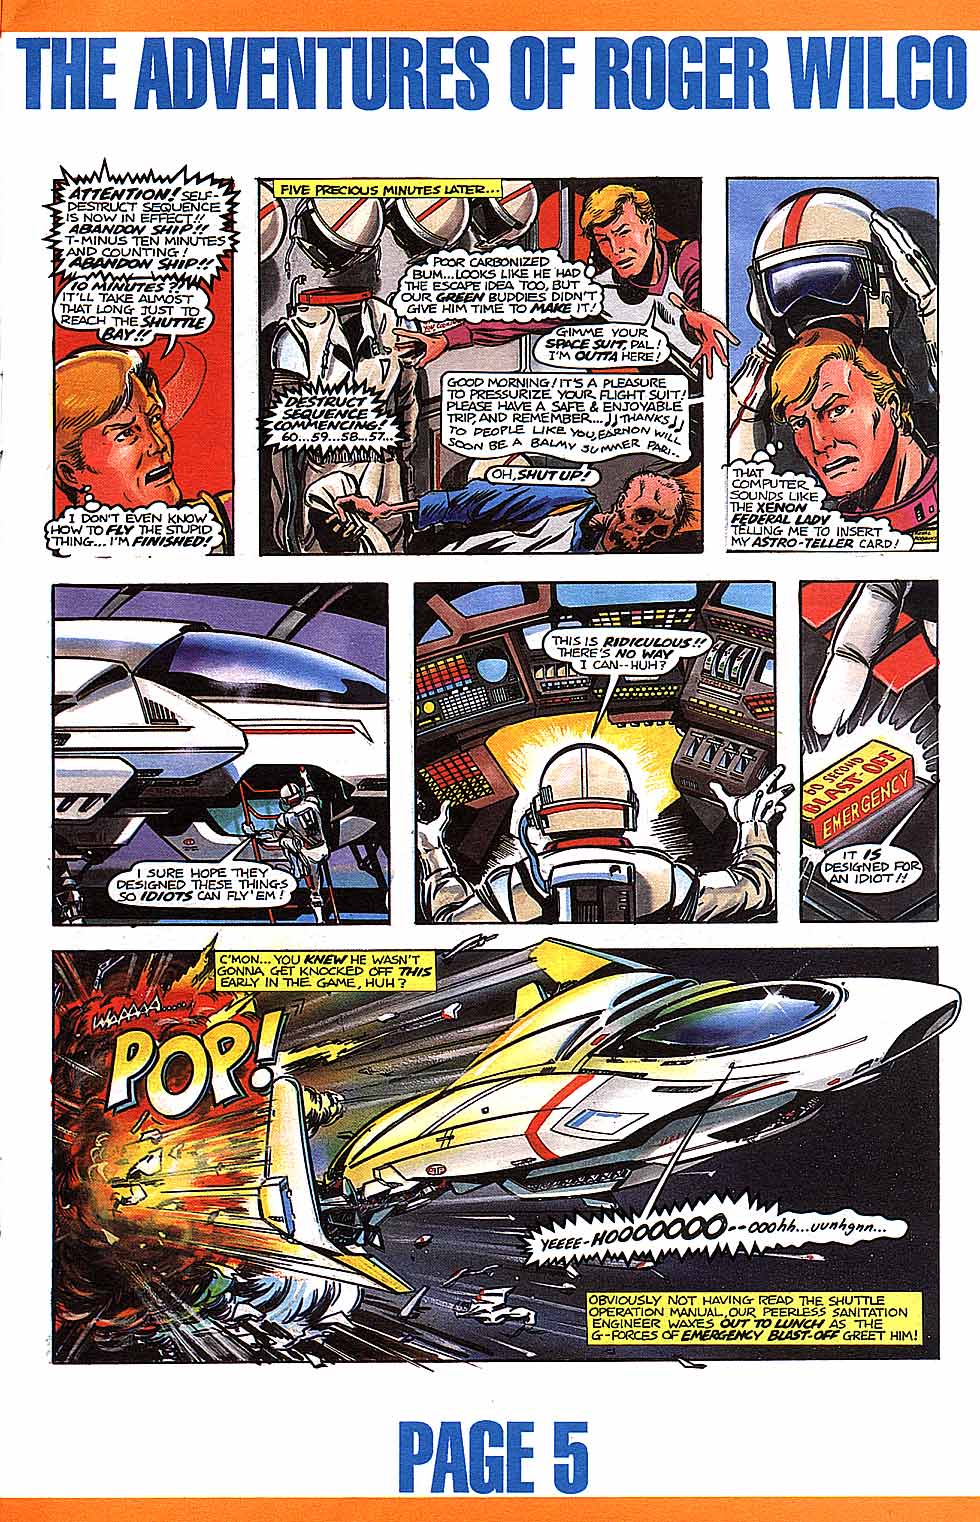 THE ADVENTURES OF ROGER WILCO
ATTENTION! SELF-
DESTRUCT SEQUENCE
IS NOW IN EFFECT!!
ABANDON SHIP!!
T-MINUS TEN MINUTES
AND COUNTING!
ABANDON SHIP!!
10 MINUTES?!!
IT'LL TAKE ALMOST
THAT LONG JUST TO
REACH THE SHUTTLE
BAY!!
I DON'T EVEN KNOW
HOW TO FLY THE STUPID
THING... I'M FINISHED!
FIVE PRECIOUS MINUTES LATER...
POOR CARBONIZED
BUM...LOOKS LIKE HE HAD
THE ESCAPE IDEA TOO, BUT
OUR GREEN BUDDIES DIDN'T
GIVE HIM TIME TO MAKE IT!
GIMME YOUR
SPACE SUIT, PAL!
I'M OUTTA HERE!
GOOD MORNING! IT'S A PLEASURE
TO PRESSURIZE YOUR FLIGHT SUIT!
PLEASE HAVE A SAFE & ENJOYABLE
TRIP, AND REMEMBER...♪♪THANKS♪♪
TO PEOPLE LIKE YOU, EARNON WILL
SOON BE A BALMY SUMMER PARI..
DESTRUCT
SEQUENCE
COMMENCING!
60...59...58...57...
OH, SHUT UP!
THAT
COMPUTER
SOUNDS LIKE
THE XENON
FEDERAL LADY
TELLING ME TO INSERT
MY ASTRO-TELLER CARD!
I SURE HOPE THEY
DESIGNED THESE THINGS
SO IDIOTS CAN FLY 'EM!
THIS IS RIDICULOUS!!
THERE'S NO WAY
I CAN--HUH?
60 SECOND
BLAST-OFF
EMERGENCY
IT IS
DESIGNED FOR
AN IDIOT!!
C'MON... YOU KNEW HE WASN'T
GONNA GET KNOCKED OFF THIS
EARLY IN THE GAME, HUH?
WAAAAA......
POP!
STP
YEEEE-HOOOOOOO--OOOhh...uunhgnn...
OBVIOUSLY NOT HAVING READ THE SHUTTLE
OPERATION MANUAL, OUR PEERLESS SANITATION
ENGINEER WAXES OUT TO LUNCH AS THE
G-FORCES OF EMERGENCY BLAST-OFF GREET HIM!
PAGE 5